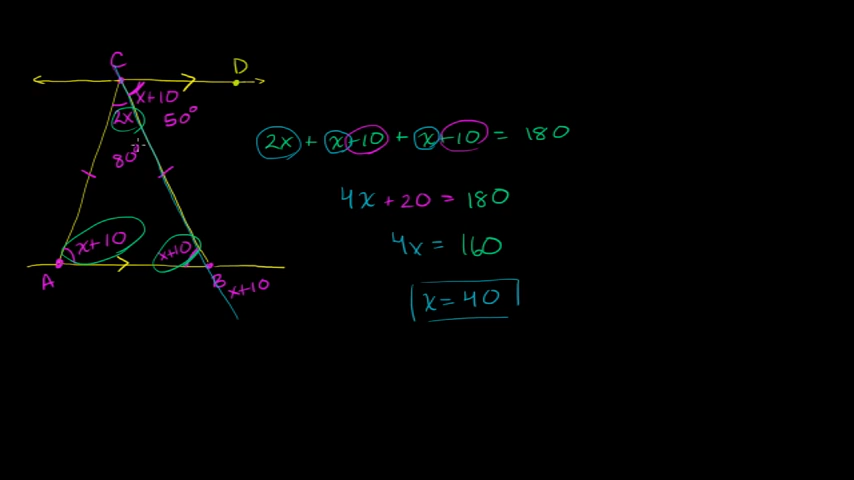 C
D
x+10
2x
50°
80°
x+10
x+10
A
B
x+10
2x + x+10 + x+10 = 180
4x +20 = 180
4x = 160
x = 40